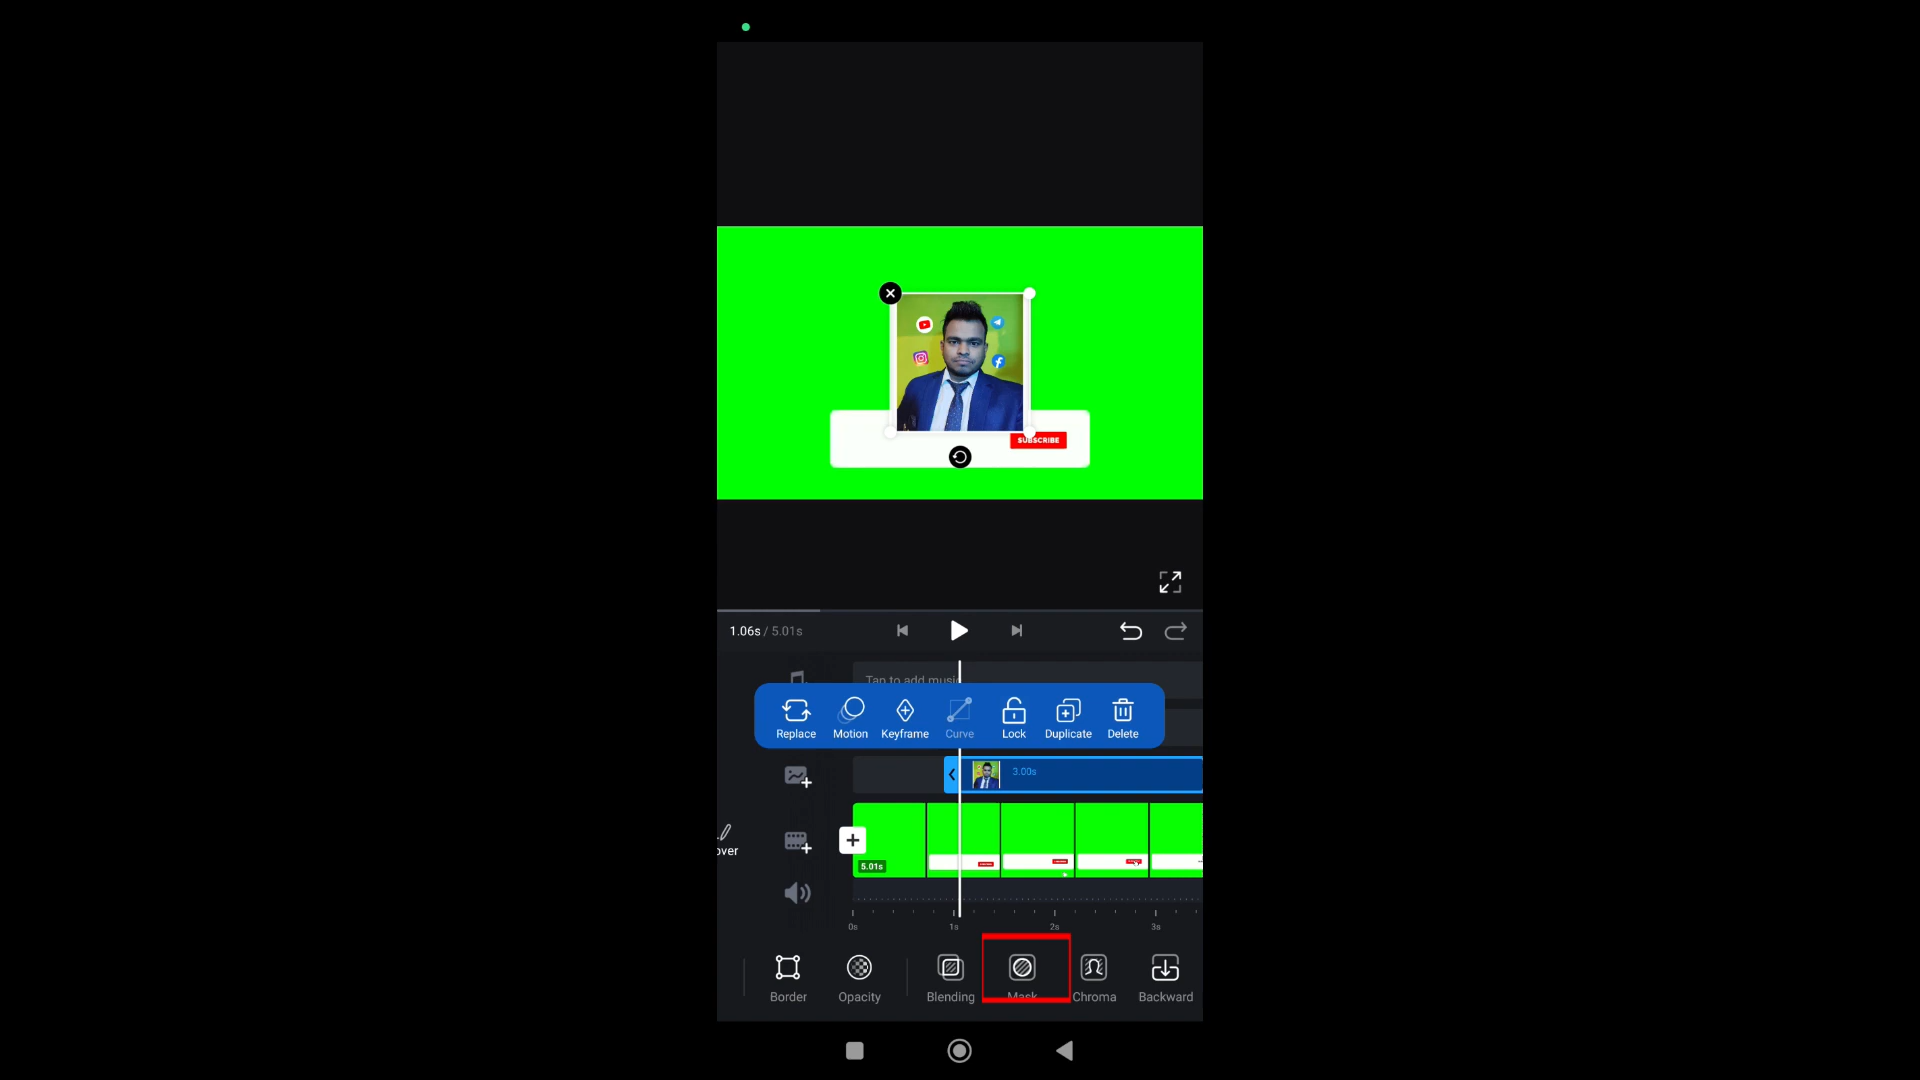 SUBSCRIBE
1.06s / 5.01s
Tap to add music
Replace
Motion
Keyframe
Curve
Lock
Duplicate
Delete
3.00s
over
5.01s
0s
1s
2s
3s
Border
Opacity
Blending
Mask
Chroma
Backward